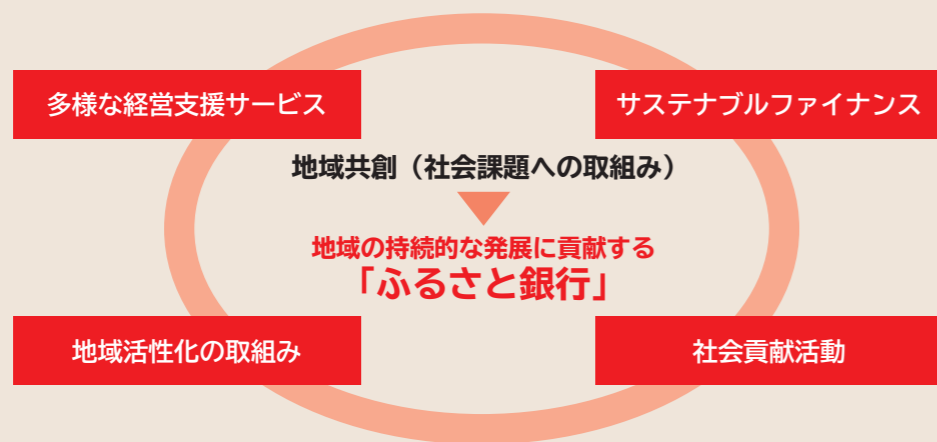 多様な経営支援サービス
サステナブルファイナンス
地域共創（社会課題への取組み）
地域の持続的な発展に貢献する
「ふるさと銀行」
地域活性化の取組み
社会貢献活動